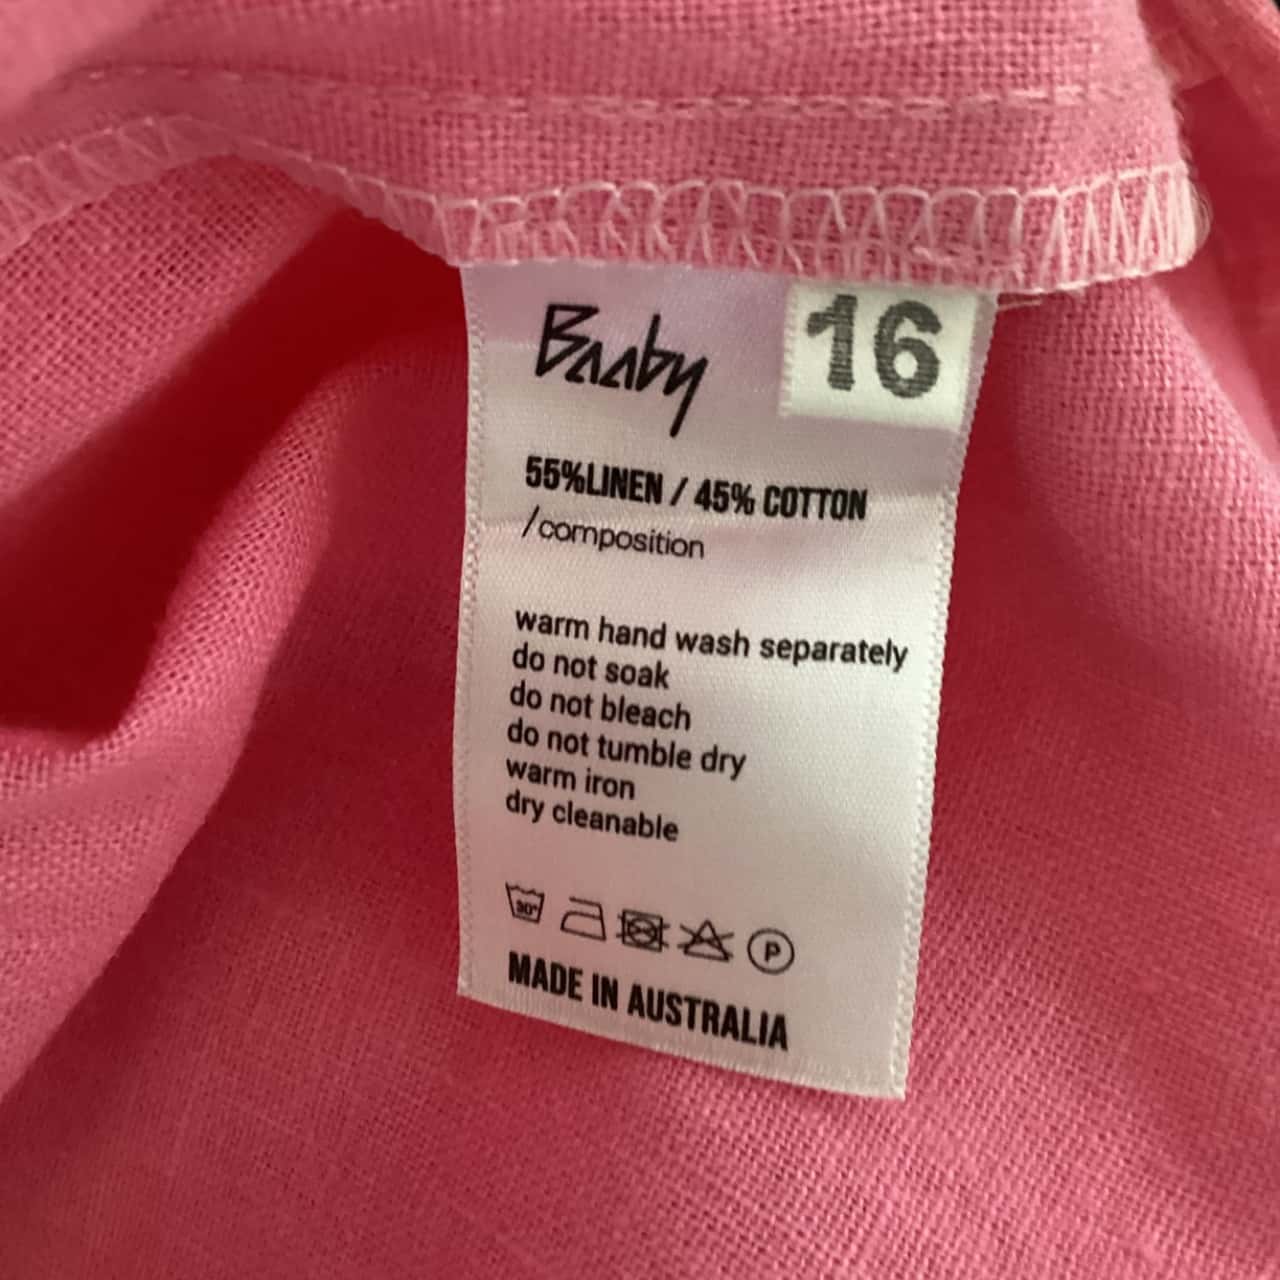 Baaby
16
55%LINEN / 45% COTTON
/composition
warm hand wash separately
do not soak
do not bleach
do not tumble dry
warm iron
dry cleanable
30°
P
MADE IN AUSTRALIA